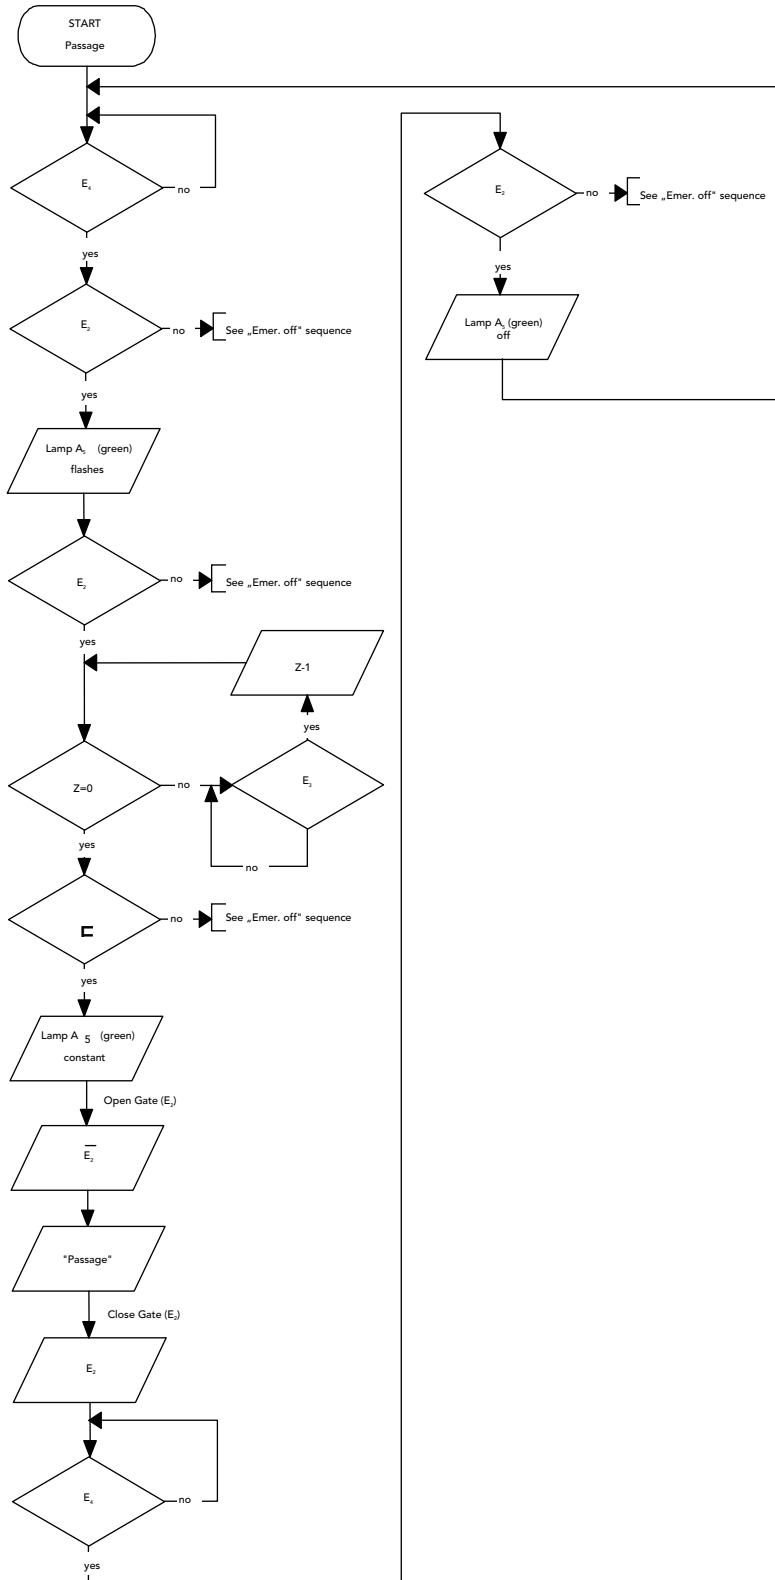 START
Passage
E₄
no
yes
E₂
no
See „Emer. off" sequence
yes
Lamp A₅ (green)
flashes
E₂
no
See „Emer. off" sequence
yes
Z-1
yes
Z=0
no
E₃
no
yes
no
See „Emer. off" sequence
yes
Lamp A 5 (green)
constant
Open Gate (E₂)
E̅₂
"Passage"
Close Gate (E₂)
E₂
E₄
no
yes
E₂
no
See „Emer. off" sequence
yes
Lamp A₅ (green)
off